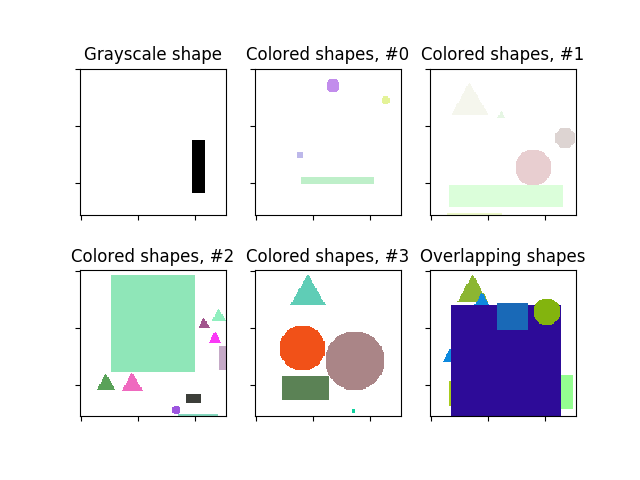 Grayscale shape
Colored shapes, #0
Colored shapes, #1
Colored shapes, #2
Colored shapes, #3
Overlapping shapes